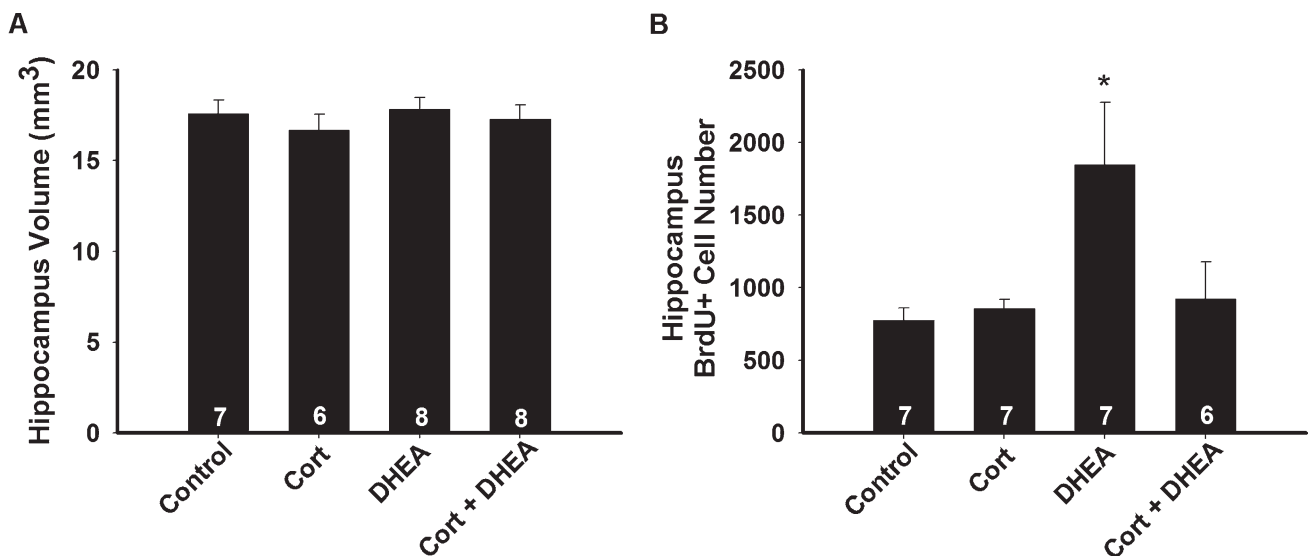 A
Hippocampus Volume (mm3)
20
15
10
5
0
7
6
8
8
Control
Cort
DHEA
Cort + DHEA
B
Hippocampus
BrdU+ Cell Number
2500
2000
1500
1000
500
0
*
7
7
7
6
Control
Cort
DHEA
Cort + DHEA